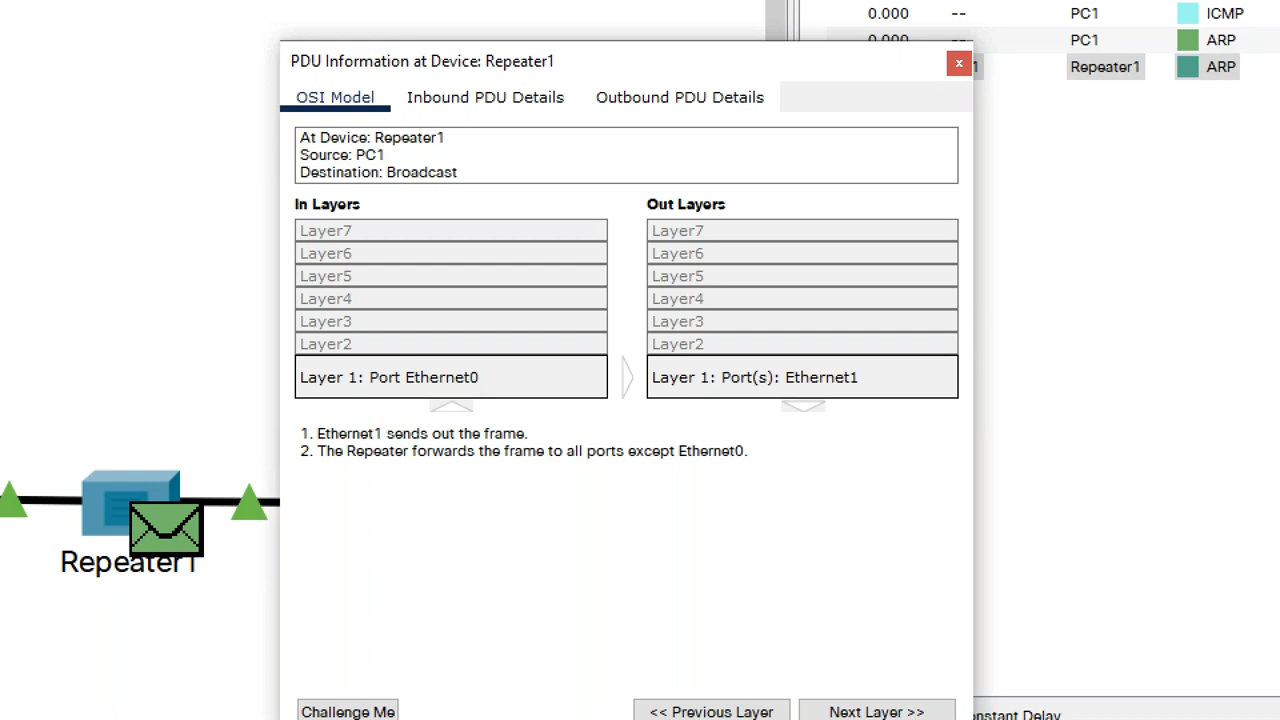 0.000 -- PC1 ICMP
0.000 -- PC1 ARP
1 Repeater1 ARP
PDU Information at Device: Repeater1
x
OSI Model Inbound PDU Details Outbound PDU Details
At Device: Repeater1
Source: PC1
Destination: Broadcast
In Layers Out Layers
Layer7 Layer7
Layer6 Layer6
Layer5 Layer5
Layer4 Layer4
Layer3 Layer3
Layer2 Layer2
Layer 1: Port Ethernet0 Layer 1: Port(s): Ethernet1
1. Ethernet1 sends out the frame.
2. The Repeater forwards the frame to all ports except Ethernet0.
Repeater1
Challenge Me << Previous Layer Next Layer >>
Delay